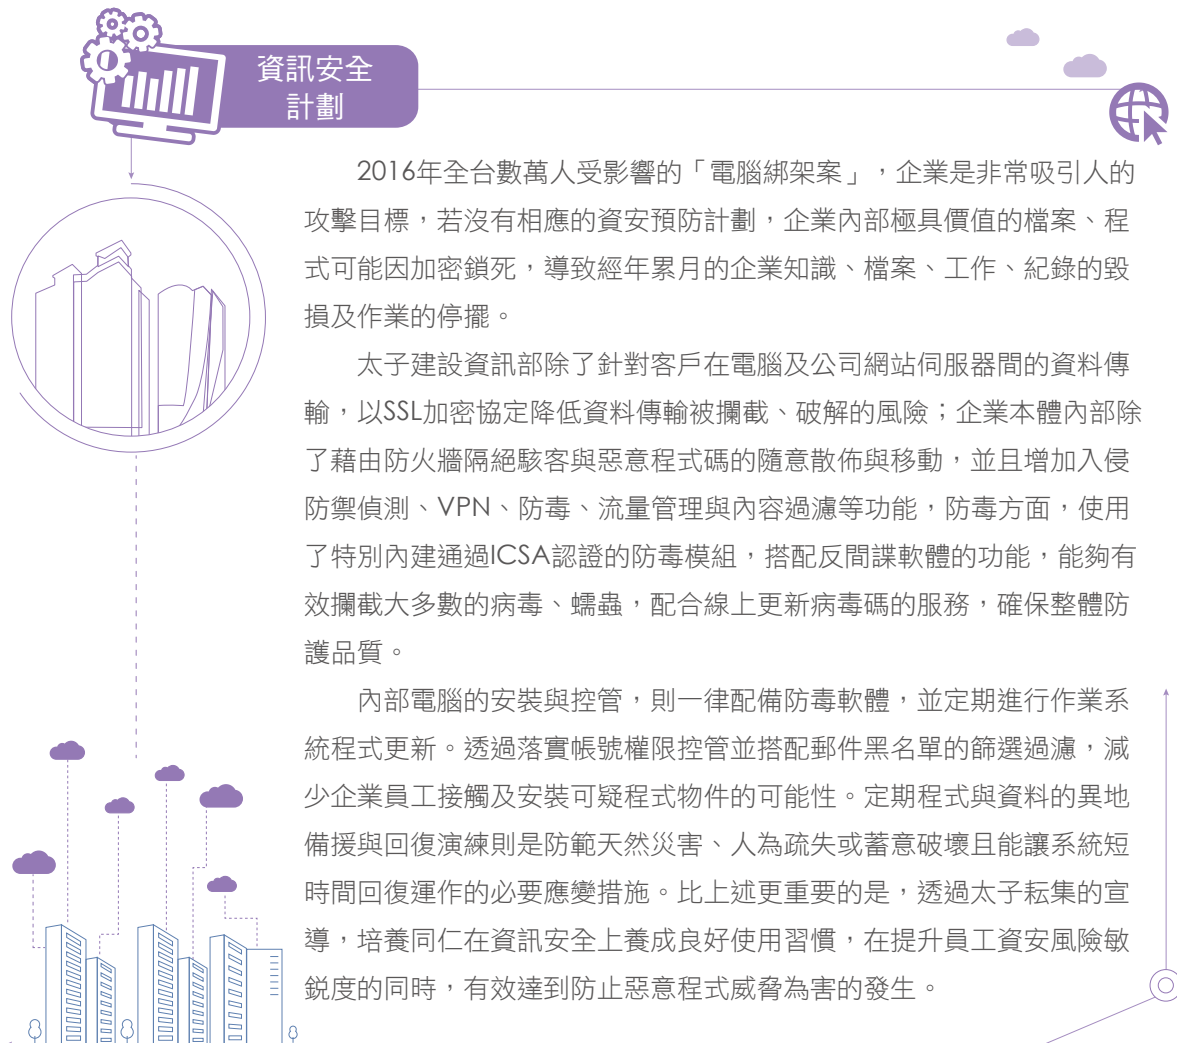 資訊安全
計劃
2016年全台數萬人受影響的「電腦綁架案」，企業是非常吸引人的
攻擊目標，若沒有相應的資安預防計劃，企業內部極具價值的檔案、程
式可能因加密鎖死，導致經年累月的企業知識、檔案、工作、紀錄的毀
損及作業的停擺。
太子建設資訊部除了針對客戶在電腦及公司網站伺服器間的資料傳
輸，以SSL加密協定降低資料傳輸被攔截、破解的風險；企業本體內部除
了藉由防火牆隔絕駭客與惡意程式碼的隨意散佈與移動，並且增加入侵
防禦偵測、VPN、防毒、流量管理與內容過濾等功能，防毒方面，使用
了特別內建通過ICSA認證的防毒模組，搭配反間諜軟體的功能，能夠有
效攔截大多數的病毒、蠕蟲，配合線上更新病毒碼的服務，確保整體防
護品質。
內部電腦的安裝與控管，則一律配備防毒軟體，並定期進行作業系
統程式更新。透過落實帳號權限控管並搭配郵件黑名單的篩選過濾，減
少企業員工接觸及安裝可疑程式物件的可能性。定期程式與資料的異地
備援與回復演練則是防範天然災害、人為疏失或蓄意破壞且能讓系統短
時間回復運作的必要應變措施。比上述更重要的是，透過太子耘集的宣
導，培養同仁在資訊安全上養成良好使用習慣，在提升員工資安風險敏
銳度的同時，有效達到防止惡意程式威脅為害的發生。